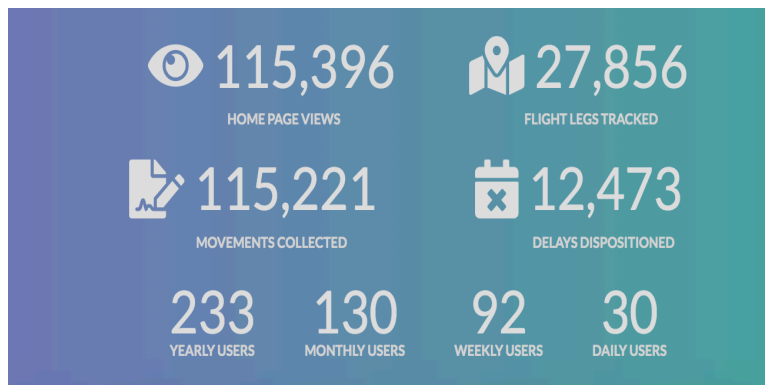 115,396 27,856
HOME PAGE VIEWS FLIGHT LEGS TRACKED
115,221 12,473
MOVEMENTS COLLECTED DELAYS DISPOSITIONED
233 130 92 30
YEARLY USERS MONTHLY USERS WEEKLY USERS DAILY USERS